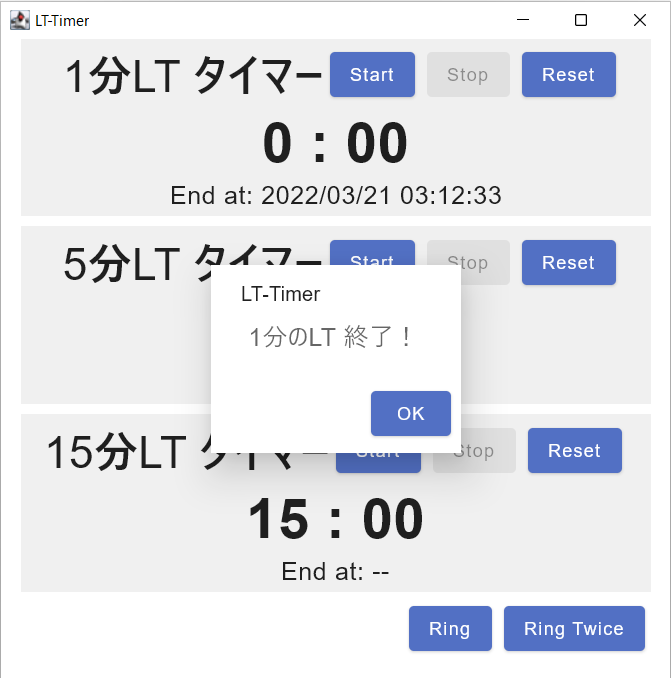 LT-Timer
1分LT タイマー Start Stop Reset
0 : 00
End at: 2022/03/21 03:12:33
5分LT タイマー Start Stop Reset
LT-Timer
1分のLT 終了！
OK
15分LT タイマー Start Stop Reset
15 : 00
End at: --
Ring Ring Twice